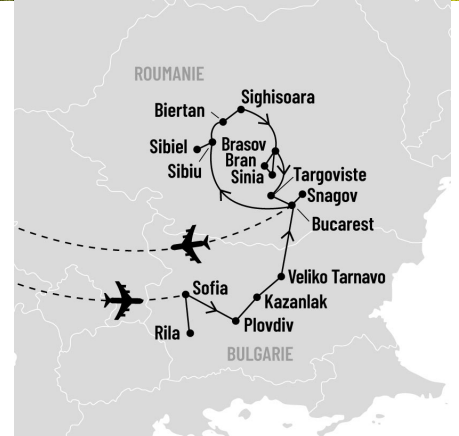 ROUMANIE
Sighisoara
Biertan
Brasov
Sibiel
Bran
Sibiu
Sinia
Targoviste
Snagov
Bucarest
Veliko Tarnavo
Sofia
Kazanlak
Plovdiv
Rila
BULGARIE